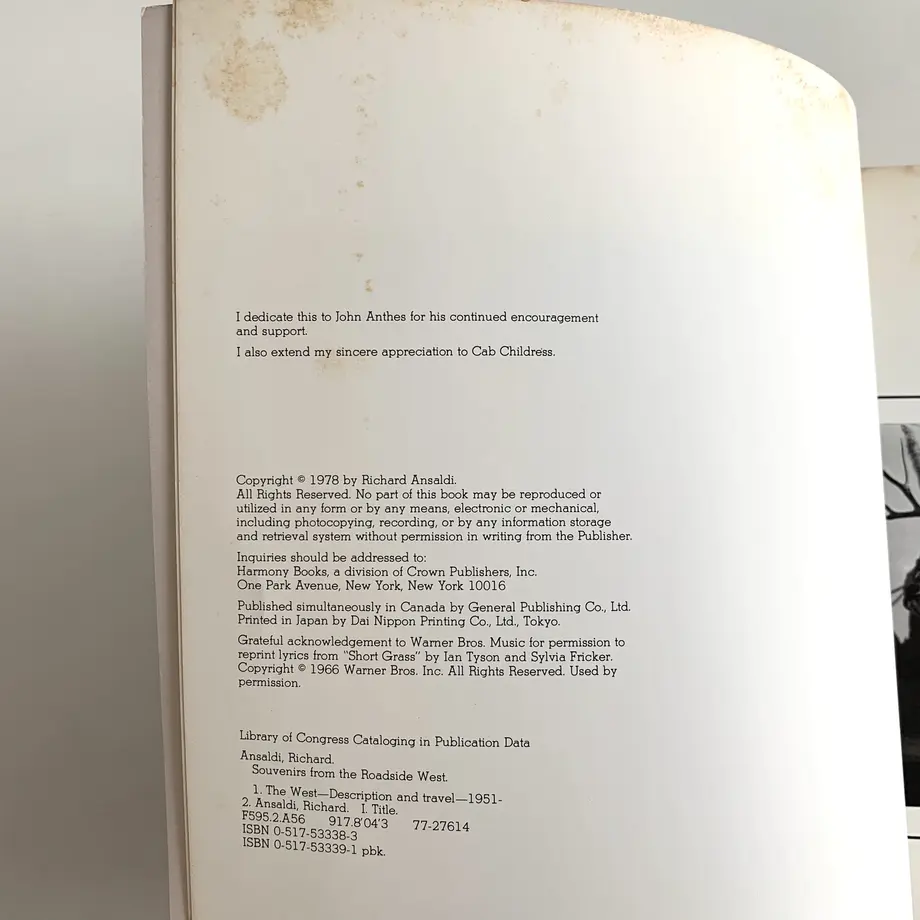 I dedicate this to John Anthes for his continued encouragement
and support.
I also extend my sincere appreciation to Cab Childress.
Copyright © 1978 by Richard Ansaldi.
All Rights Reserved. No part of this book may be reproduced or
utilized in any form or by any means, electronic or mechanical,
including photocopying, recording, or by any information storage
and retrieval system without permission in writing from the Publisher.
Inquiries should be addressed to:
Harmony Books, a division of Crown Publishers, Inc.
One Park Avenue, New York, New York 10016
Published simultaneously in Canada by General Publishing Co., Ltd.
Printed in Japan by Dai Nippon Printing Co., Ltd., Tokyo.
Grateful acknowledgement to Warner Bros. Music for permission to
reprint lyrics from "Short Grass" by Ian Tyson and Sylvia Fricker.
Copyright © 1966 Warner Bros. Inc. All Rights Reserved. Used by
permission.
Library of Congress Cataloging in Publication Data
Ansaldi, Richard.
Souvenirs from the Roadside West.
1. The West—Description and travel—1951-
2. Ansaldi, Richard. I. Title.
F595.2.A56 917.8'04'3 77-27614
ISBN 0-517-53338-3
ISBN 0-517-53339-1 pbk.